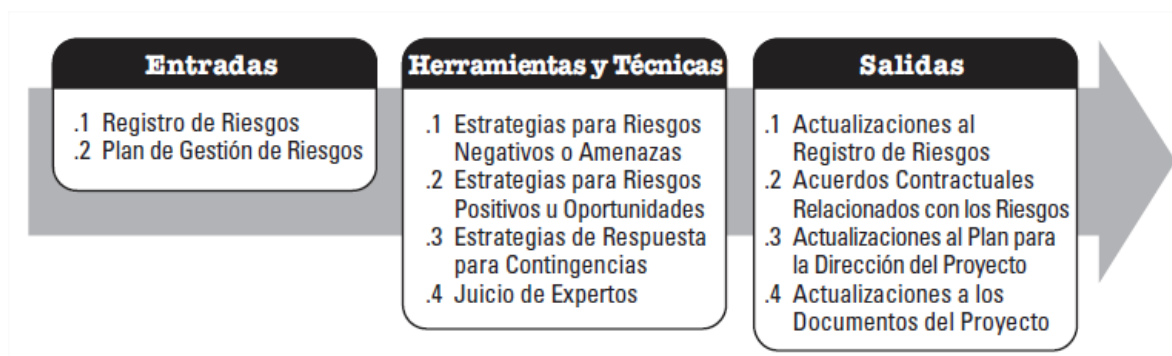 Entradas
.1 Registro de Riesgos
.2 Plan de Gestión de Riesgos
Herramientas y Técnicas
.1 Estrategias para Riesgos
Negativos o Amenazas
.2 Estrategias para Riesgos
Positivos u Oportunidades
.3 Estrategias de Respuesta
para Contingencias
.4 Juicio de Expertos
Salidas
.1 Actualizaciones al
Registro de Riesgos
.2 Acuerdos Contractuales
Relacionados con los Riesgos
.3 Actualizaciones al Plan para
la Dirección del Proyecto
.4 Actualizaciones a los
Documentos del Proyecto